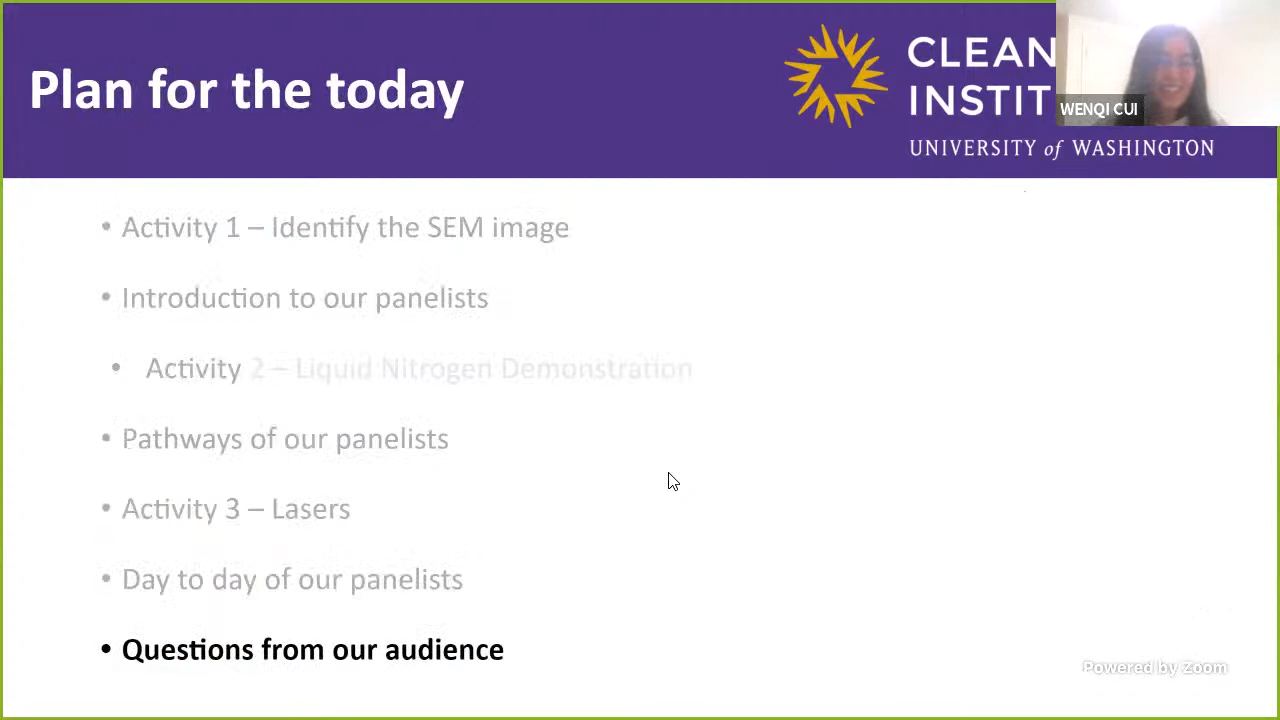 Plan for the today
CLEAN
INSTIT
UNIVERSITY of WASHINGTON
WENQI CUI
• Activity 1 – Identify the SEM image
• Introduction to our panelists
• Activity 2 – Liquid Nitrogen Demonstration
• Pathways of our panelists
• Activity 3 – Lasers
• Day to day of our panelists
• Questions from our audience
Powered by Zoom